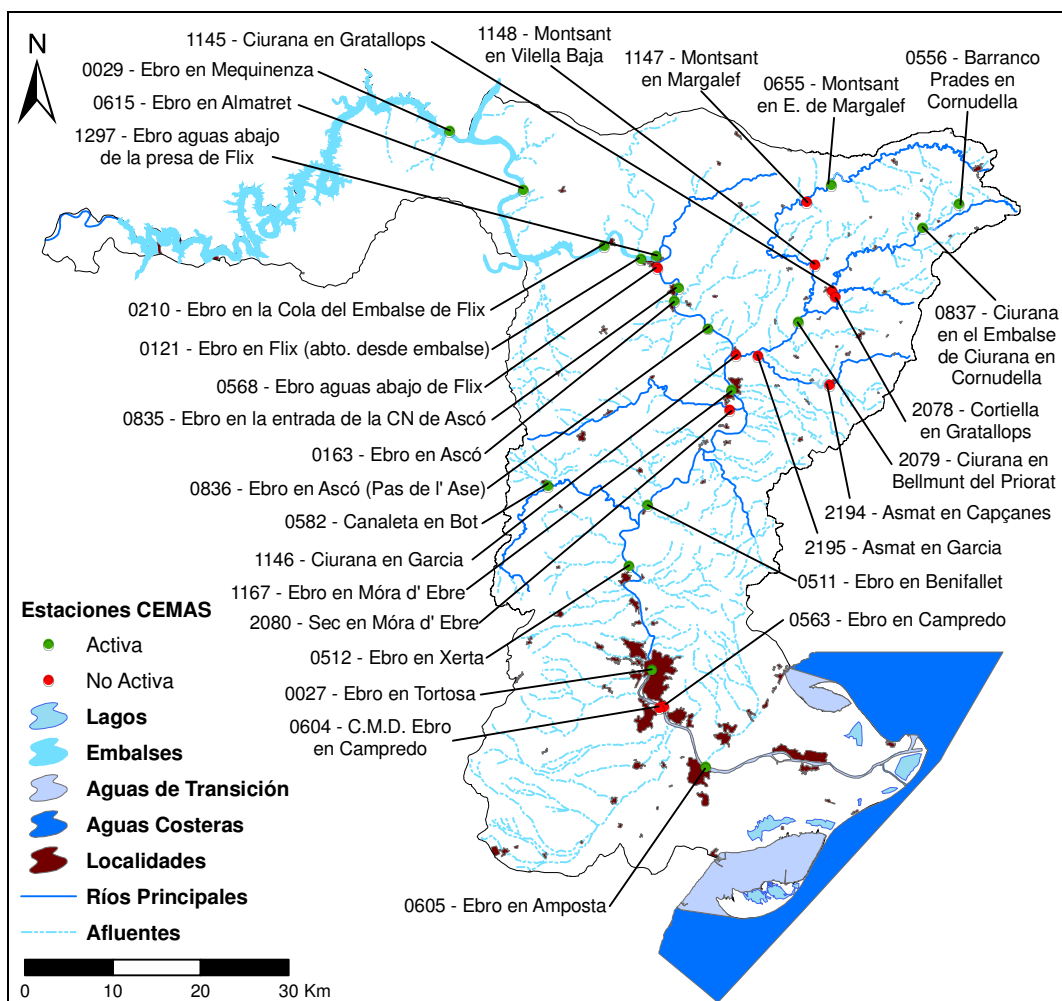 N
1145 - Ciurana en Gratallops
0029 - Ebro en Mequinenza
0615 - Ebro en Almatret
1297 - Ebro aguas abajo
de la presa de Flix
1148 - Montsant
en Vilella Baja
1147 - Montsant
en Margalef
0655 - Montsant
en E. de Margalef
0556 - Barranco
Prades en
Cornudella
0210 - Ebro en la Cola del Embalse de Flix
0121 - Ebro en Flix (abto. desde embalse)
0568 - Ebro aguas abajo de Flix
0835 - Ebro en la entrada de la CN de Ascó
0163 - Ebro en Ascó
0836 - Ebro en Ascó (Pas de l' Ase)
0582 - Canaleta en Bot
1146 - Ciurana en Garcia
1167 - Ebro en Móra d' Ebre
2080 - Sec en Móra d' Ebre
0512 - Ebro en Xerta
0027 - Ebro en Tortosa
0604 - C.M.D. Ebro
en Campredo
0837 - Ciurana
en el Embalse
de Ciurana en
Cornudella
2078 - Cortiella
en Gratallops
2079 - Ciurana en
Bellmunt del Priorat
2194 - Asmat en Capçanes
2195 - Asmat en Garcia
0511 - Ebro en Benifallet
0563 - Ebro en Campredo
0605 - Ebro en Amposta
Estaciones CEMAS
Activa
No Activa
Lagos
Embalses
Aguas de Transición
Aguas Costeras
Localidades
Ríos Principales
Afluentes
0 10 20 30 Km